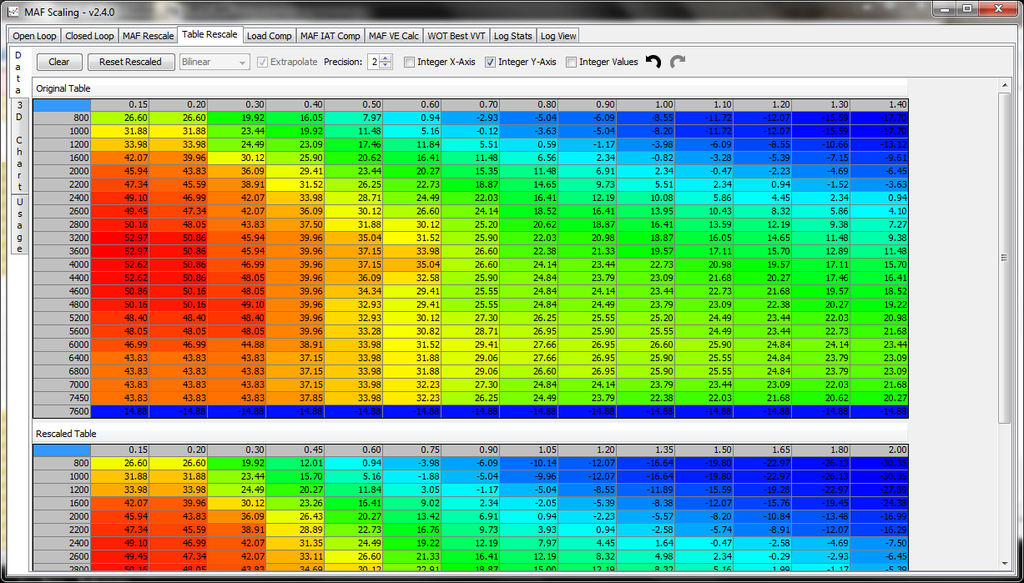 MAF Scaling - v2.4.0
Open Loop Closed Loop MAF Rescale Table Rescale Load Comp MAF IAT Comp MAF VE Calc WOT Best VVT Log Stats Log View
Data
3D Chart
Usage
Clear Reset Rescaled Bilinear Extrapolate Precision: 2 Integer X-Axis Integer Y-Axis Integer Values
Original Table
0.15 0.20 0.30 0.40 0.50 0.60 0.70 0.80 0.90 1.00 1.10 1.20 1.30 1.40
800 26.60 26.60 19.92 16.05 7.97 0.94 -2.93 -5.04 -6.09 -8.55 -11.72 -12.07 -15.59 -17.70
1000 31.88 31.88 23.44 19.92 11.48 5.16 -0.12 -3.63 -5.04 -8.20 -11.72 -12.07 -15.59 -17.70
1200 33.98 33.98 24.49 23.09 17.46 11.84 5.51 0.59 -1.17 -3.98 -6.09 -8.55 -10.66 -13.12
1600 42.07 39.96 30.12 25.90 20.62 16.41 11.48 6.56 2.34 -0.82 -3.28 -5.39 -7.15 -9.61
2000 45.94 43.83 36.09 29.41 23.44 20.27 15.35 11.48 6.91 2.34 -0.47 -2.23 -4.69 -6.45
2200 47.34 45.59 38.91 31.52 26.25 22.73 18.87 14.65 9.73 5.51 2.34 0.94 -1.52 -3.63
2400 49.10 46.99 42.07 33.98 28.71 24.49 22.03 16.41 12.19 10.08 5.86 4.45 2.34 0.94
2600 49.45 47.34 42.07 36.09 30.12 26.60 24.14 18.52 16.41 13.95 10.43 8.32 5.86 4.10
2800 50.16 48.05 43.83 37.50 31.88 30.12 25.20 20.62 18.87 16.41 13.59 12.19 9.38 7.27
3200 52.97 50.86 45.94 39.96 35.04 31.52 25.90 22.03 20.98 18.87 16.05 14.65 11.48 9.38
3600 52.97 50.86 45.94 39.96 37.15 33.98 26.60 22.38 21.33 19.57 17.11 15.70 12.89 11.48
4000 52.62 50.86 46.99 39.96 37.15 35.04 26.60 24.14 23.44 22.73 20.98 19.57 17.11 15.70
4400 52.62 50.86 48.05 39.96 36.09 32.58 25.90 24.84 23.79 23.09 21.68 20.27 17.46 16.41
4600 50.86 50.16 48.05 39.96 34.34 29.41 25.55 24.84 24.14 23.44 22.73 21.68 19.57 18.52
4800 50.16 50.16 49.10 39.96 32.93 29.41 25.55 24.84 24.49 23.79 23.09 22.38 20.27 19.22
5200 48.40 48.40 48.40 39.96 32.93 30.12 27.30 26.25 25.55 25.20 24.49 23.44 22.03 20.98
5600 48.05 48.05 48.05 39.96 33.28 30.82 28.71 26.95 25.90 25.55 24.49 23.44 22.73 21.68
6000 46.99 46.99 44.88 38.91 33.98 31.52 29.41 27.66 26.95 26.60 25.90 24.84 24.14 23.44
6400 43.83 43.83 43.83 37.15 33.98 31.88 29.06 27.66 26.95 25.90 25.55 24.84 23.79 23.09
6800 43.83 43.83 43.83 37.15 33.98 31.88 29.06 26.60 26.95 25.90 25.55 24.84 23.79 23.09
7000 43.83 43.83 43.83 37.15 33.98 32.23 27.30 24.84 24.14 23.79 23.44 23.09 22.03 21.68
7450 43.83 43.83 43.83 37.85 33.98 32.23 26.25 24.49 23.79 22.38 22.03 21.68 20.62 20.27
7600 -14.88 -14.88 -14.88 -14.88 -14.88 -14.88 -14.88 -14.88 -14.88 -14.88 -14.88 -14.88 -14.88 -14.88
Rescaled Table
0.15 0.20 0.30 0.45 0.60 0.75 0.90 1.05 1.20 1.35 1.50 1.65 1.80 2.00
800 26.60 26.60 19.92 12.01 0.94 -3.98 -6.09 -10.14 -12.07 -16.64 -19.80 -22.97 -26.13
1000 31.88 31.88 23.44 15.70 5.16 -1.88 -5.04 -9.96 -12.07 -16.64 -19.80 -22.97 -26.13
1200 33.98 33.98 24.49 20.27 11.84 3.05 -1.17 -5.04 -8.55 -11.89 -15.59 -19.28 -22.97
1600 42.07 39.96 30.12 23.26 16.41 9.02 2.34 -2.05 -5.39 -8.38 -12.07 -15.76 -19.45 -24.38
2000 45.94 43.83 36.09 26.43 20.27 13.42 6.91 0.94 -2.23 -5.57 -8.20 -10.84 -13.48 -16.99
2200 47.34 45.59 38.91 28.89 22.73 16.76 9.73 3.93 0.94 -2.58 -5.74 -8.91 -12.07 -16.29
2400 49.10 46.99 42.07 31.35 24.49 19.22 12.19 7.97 4.45 1.64 -0.47 -2.58 -4.69 -7.50
2600 49.45 47.34 42.07 33.11 26.60 21.33 16.41 12.19 8.32 4.98 2.34 -0.29 -2.93 -6.45
2800 50.16 48.05 43.83 34.69 30.12 22.91 18.87 15.00 12.19 8.32 5.16 1.99 -1.17 -5.39